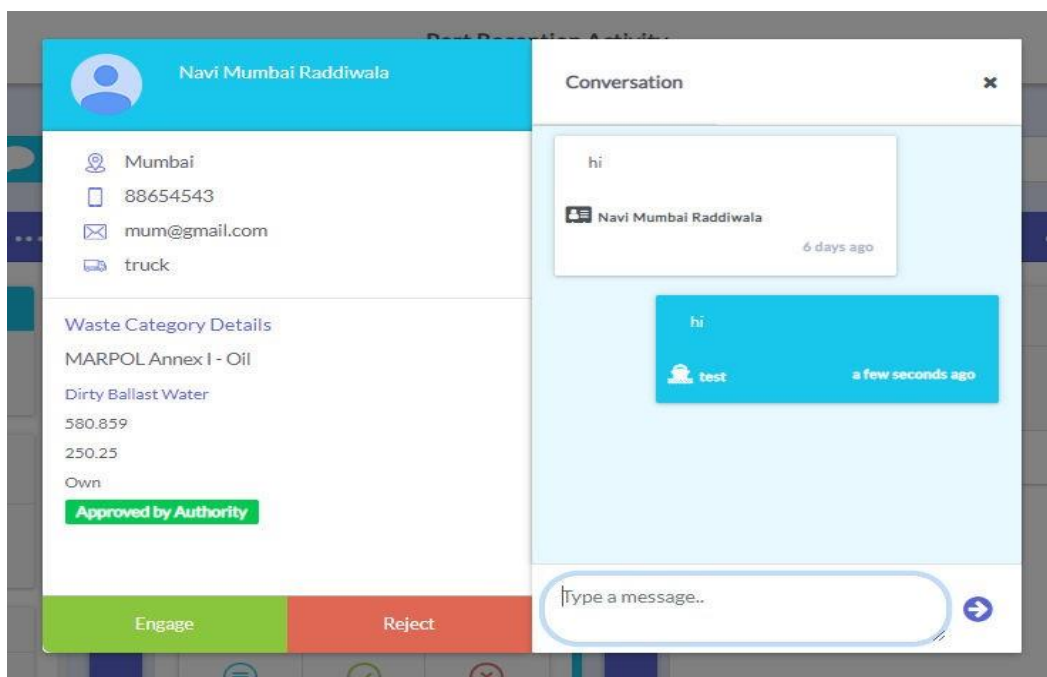 Navi Mumbai Raddiwala
Mumbai
88654543
mum@gmail.com
truck
Waste Category Details
MARPOL Annex I - Oil
Dirty Ballast Water
580.859
250.25
Own
Approved by Authority
Engage
Reject
Conversation
hi
Navi Mumbai Raddiwala
6 days ago
hi
test
a few seconds ago
Type a message..